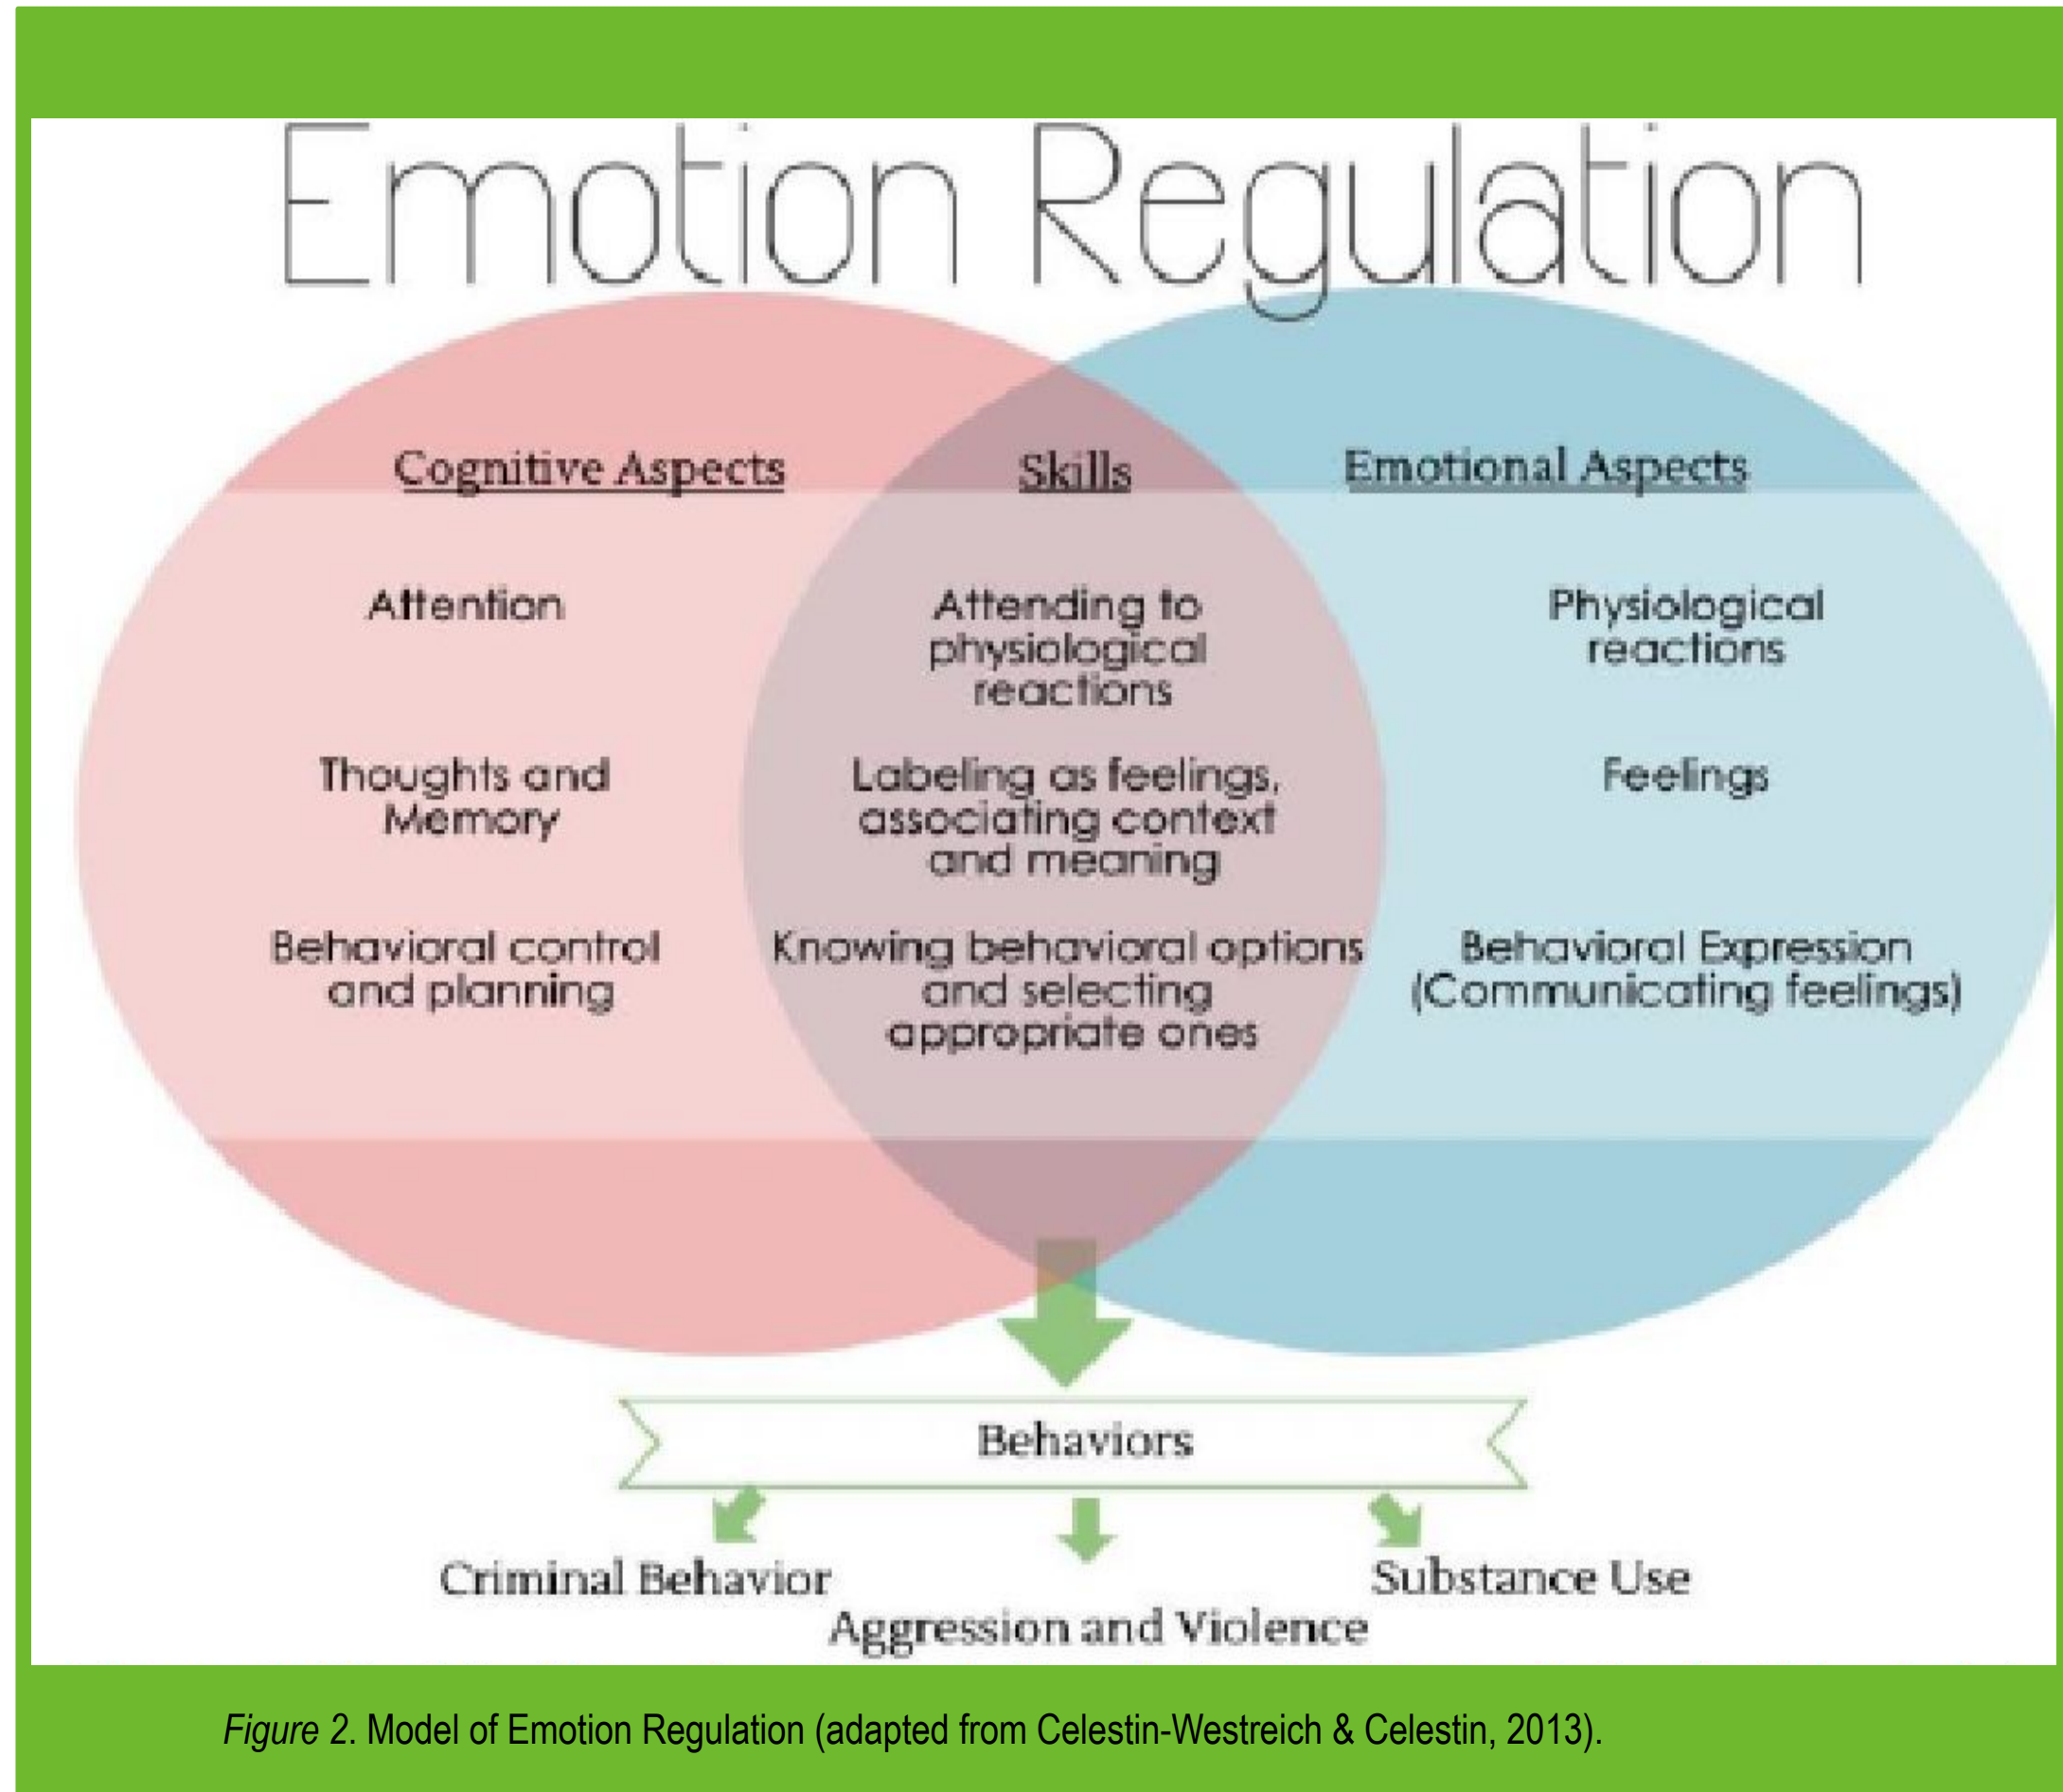 Emotion Regulation
Cognitive Aspects
Attention
Thoughts and
Memory
Behavioral control
and planning
Skills
Attending to
physiological
reactions
Labeling as feelings,
associating context
and meaning
Knowing behavioral options
and selecting
appropriate ones
Emotional Aspects
Physiological
reactions
Feelings
Behavioral Expression
(Communicating feelings)
Behaviors
Criminal Behavior
Aggression and Violence
Substance Use
Figure 2. Model of Emotion Regulation (adapted from Celestin-Westreich & Celestin, 2013).